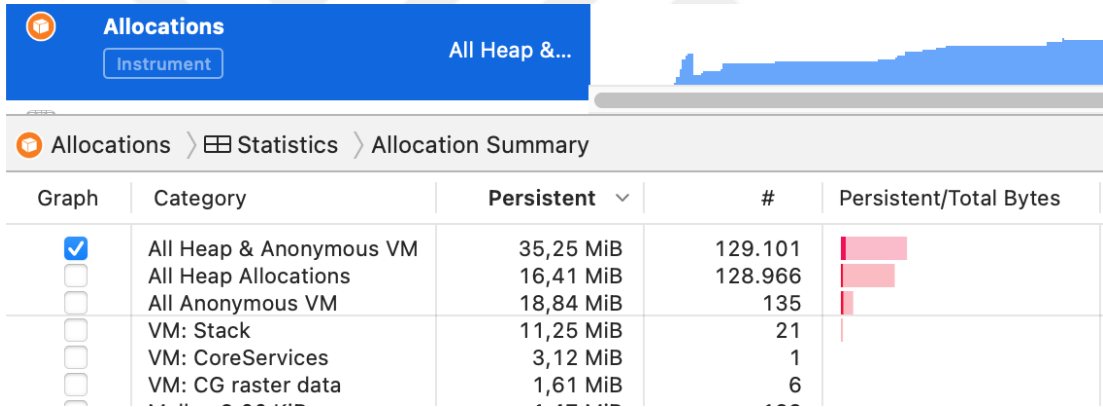 Allocations
Instrument
All Heap &...
Allocations Statistics Allocation Summary
Graph Category Persistent # Persistent/Total Bytes
All Heap & Anonymous VM 35,25 MiB 129.101
All Heap Allocations 16,41 MiB 128.966
All Anonymous VM 18,84 MiB 135
VM: Stack 11,25 MiB 21
VM: CoreServices 3,12 MiB 1
VM: CG raster data 1,61 MiB 6